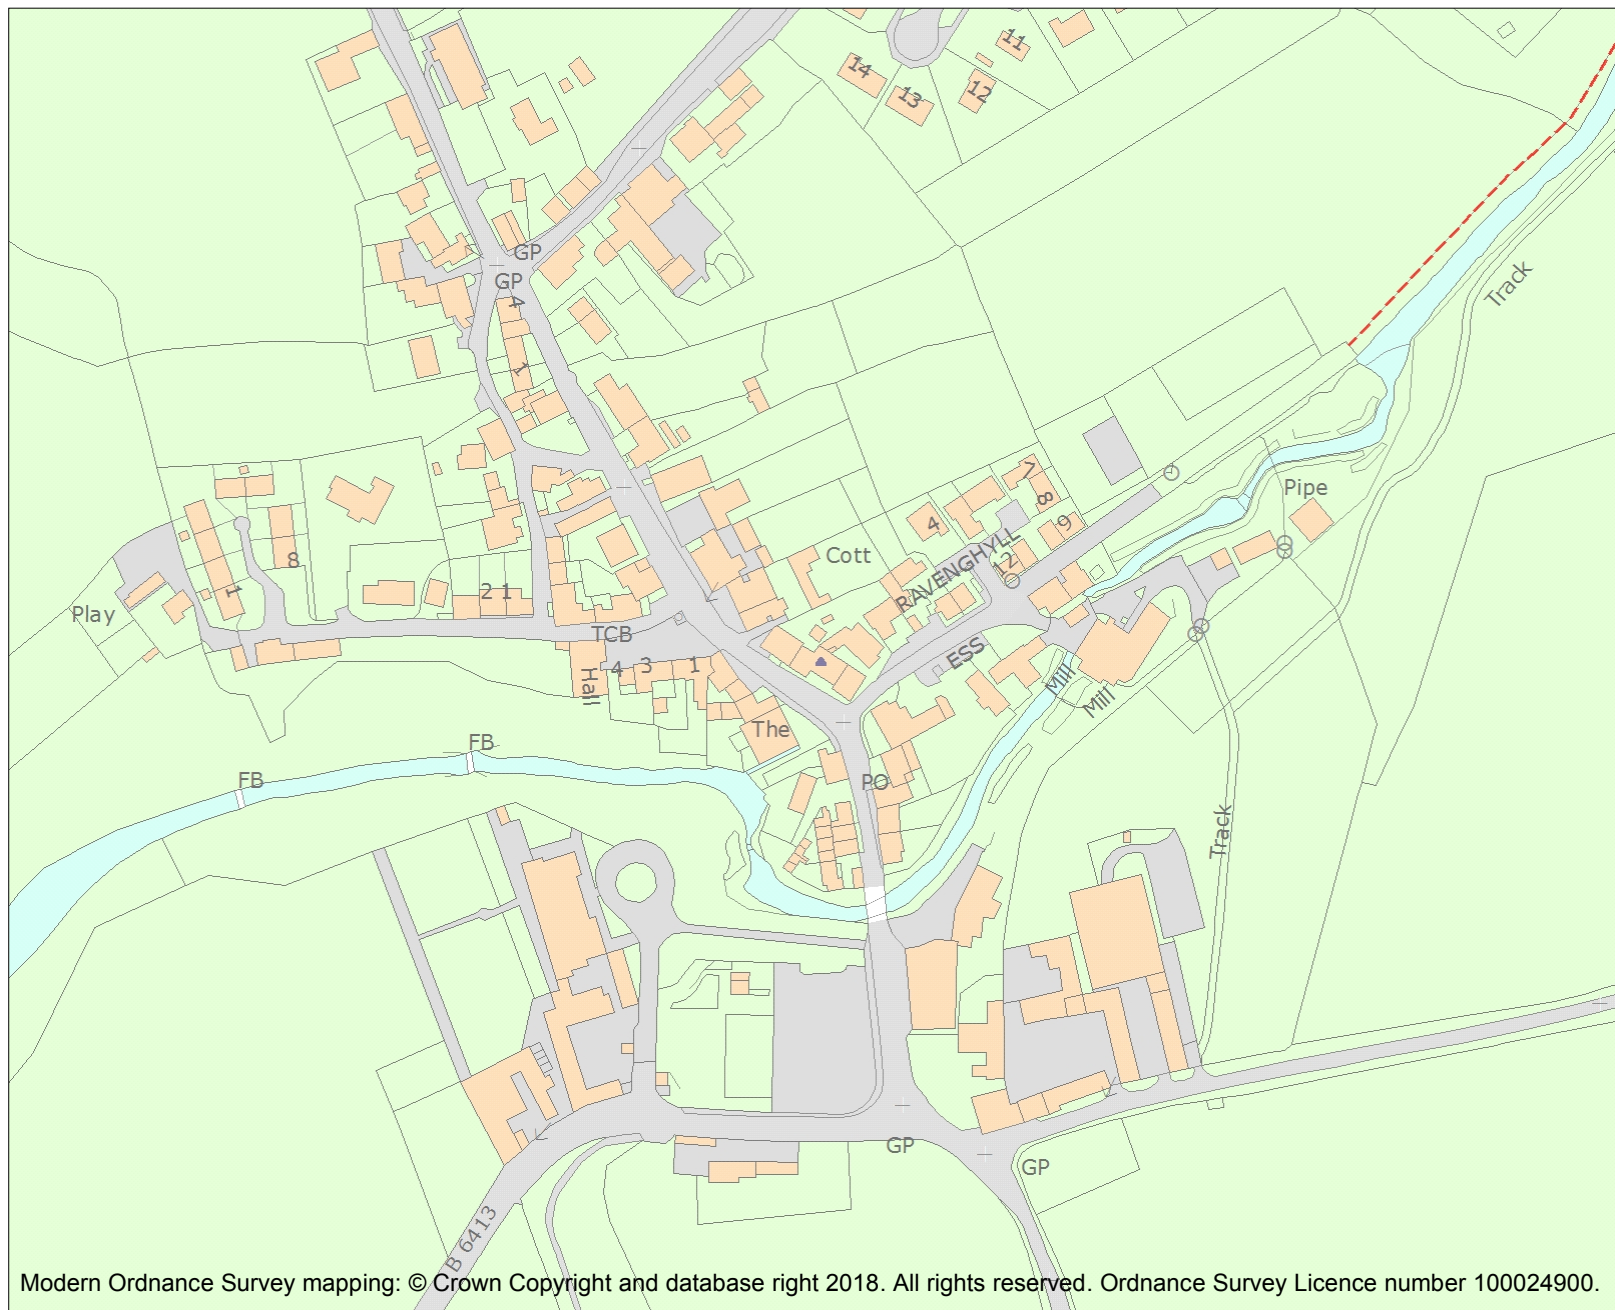 11
14
12
13
GP
GP
4
1
Track
7
8
Pipe
9
4
Cott
RAVENGHYLL
12
8
1
2 1
Play
TCB
ESS
4 3 1
Hall
Mill
Mill
The
FB
FB
PO
Track
GP
GP
B 6413
Modern Ordnance Survey mapping: © Crown Copyright and database right 2018. All rights reserved. Ordnance Survey Licence number 100024900.